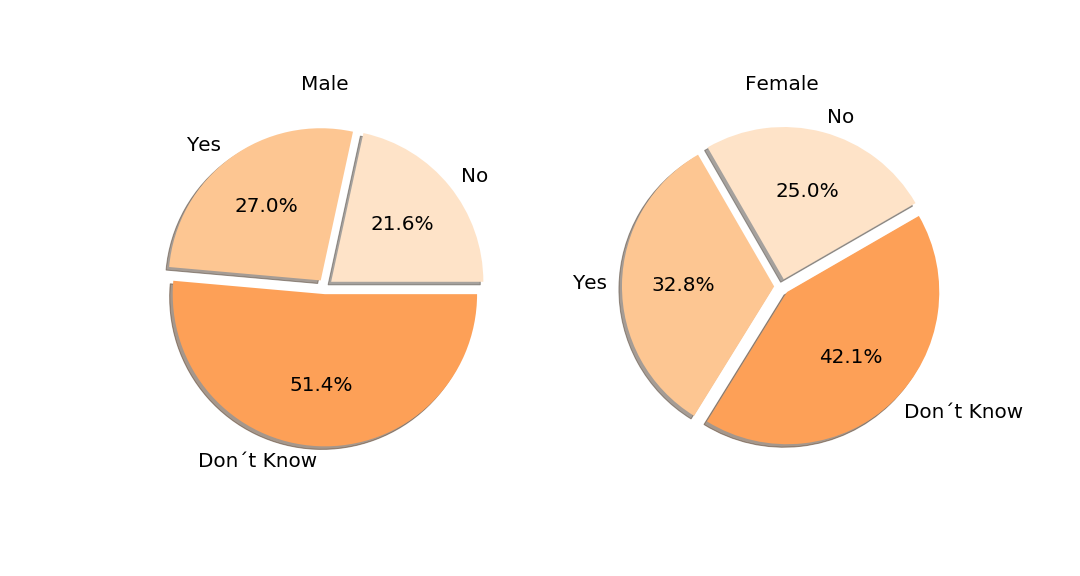 Male
Yes
No
27.0%
21.6%
51.4%
Don´t Know
Female
No
25.0%
Yes
32.8%
42.1%
Don´t Know